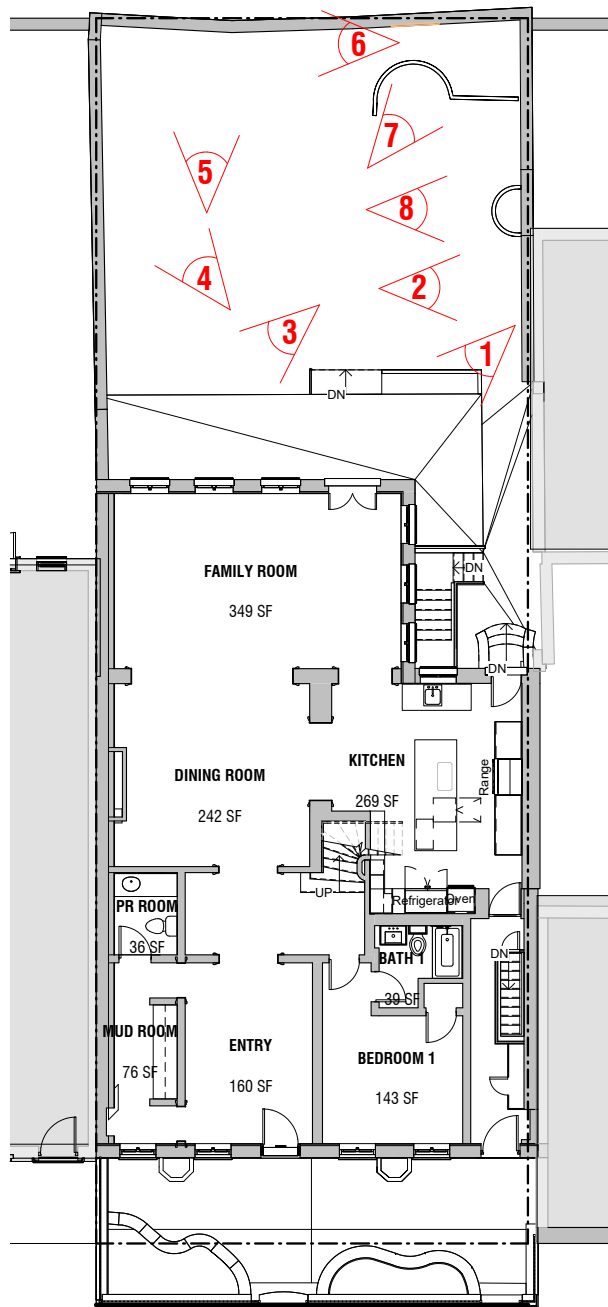 6
7
5
8
4
2
3
1
DN
FAMILY ROOM
349 SF
DN
DN
KITCHEN
269 SF
Range
DINING ROOM
242 SF
UP
Refrigerator
Oven
PR ROOM
36 SF
BATH 1
39 SF
DN
MUD ROOM
76 SF
ENTRY
160 SF
BEDROOM 1
143 SF